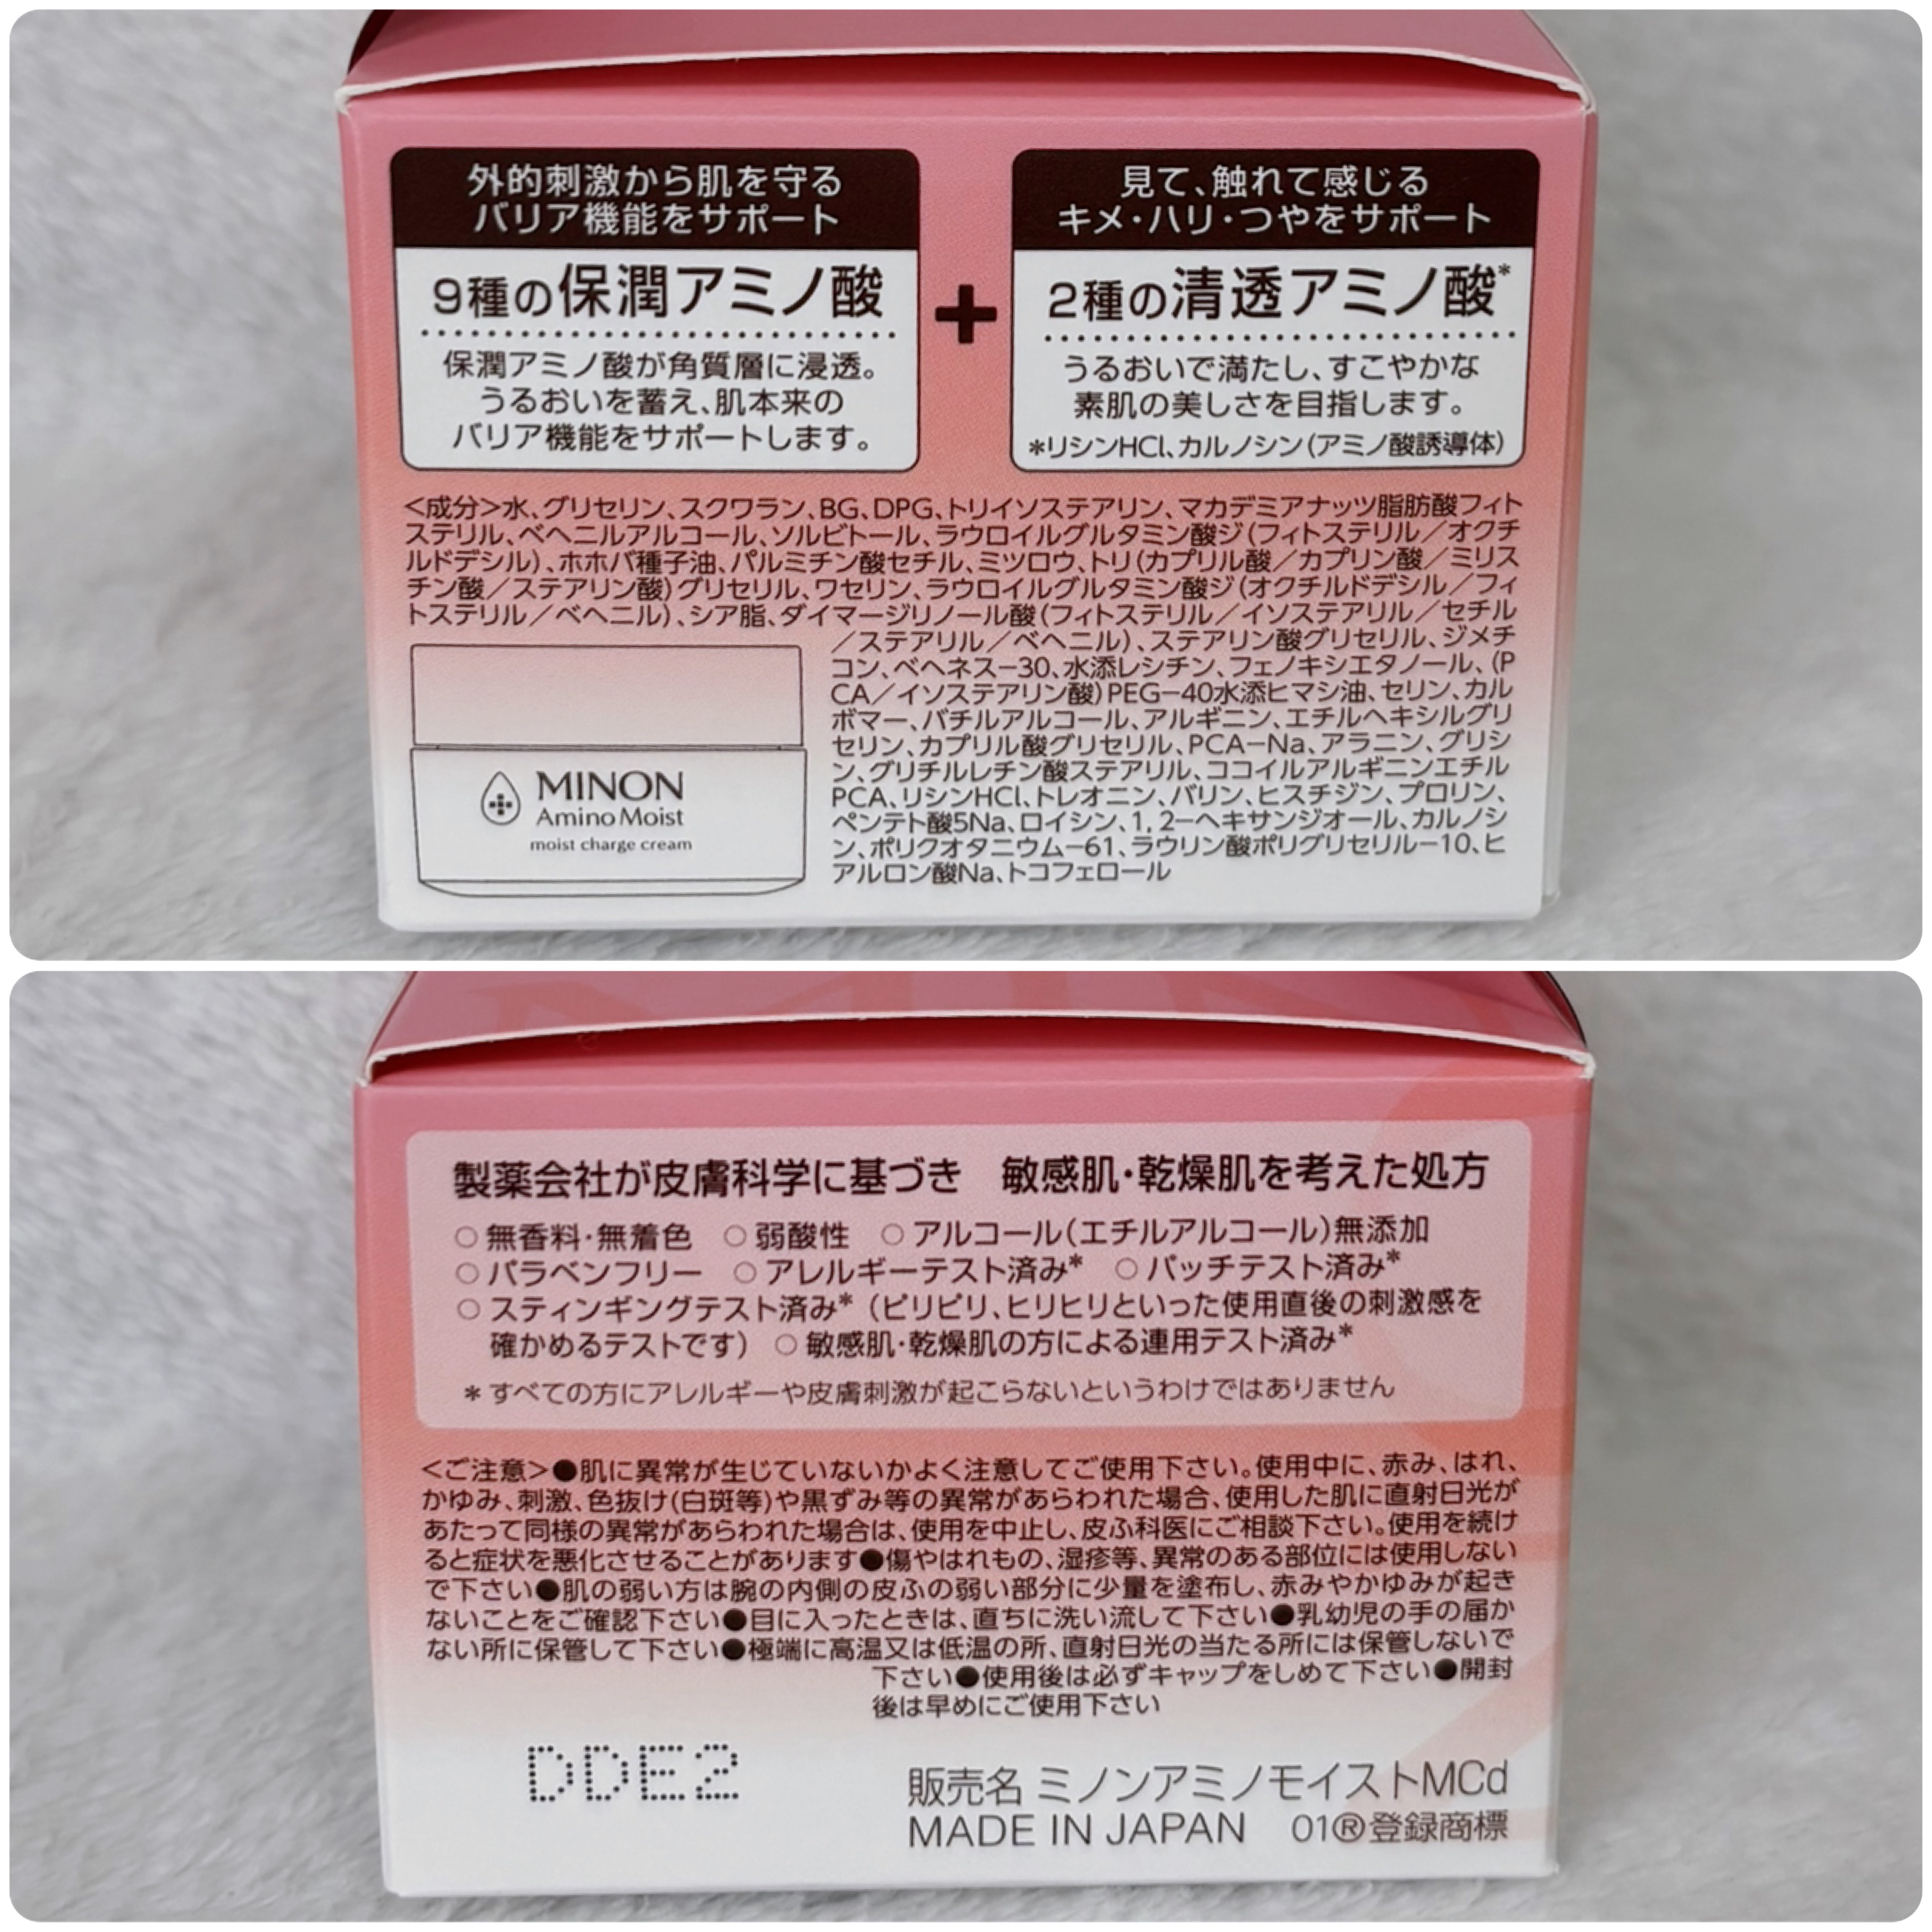 外的刺激から肌を守る
バリア機能をサポート
9種の保潤アミノ酸
保潤アミノ酸が角質層に浸透。
うるおいを蓄え、肌本来の
バリア機能をサポートします。
+
見て、触れて感じる
キメ・ハリ・つやをサポート
2種の清透アミノ酸*
うるおいで満たし、すこやかな
素肌の美しさを目指します。
*リシンHCl、カルノシン(アミノ酸誘導体)
<成分>水、グリセリン、スクワラン、BG、DPG、トリイソステアリン、マカデミアナッツ脂肪酸フィト
ステリル、ベヘニルアルコール、ソルビトール、ラウロイルグルタミン酸ジ(フィトステリル/オクチ
ルドデシル)、ホホバ種子油、パルミチン酸セチル、ミツロウ、トリ(カプリル酸/カプリン酸/ミリス
チン酸/ステアリン酸)グリセリル、ワセリン、ラウロイルグルタミン酸ジ(オクチルドデシル/フィ
トステリル/ベヘニル)、シア脂、ダイマージリノール酸(フィトステリル/イソステアリル/セチル
/ステアリル/ベヘニル)、ステアリン酸グリセリル、ジメチ
コン、ベヘネスー30、水添レシチン、フェノキシエタノール、(P
CA/イソステアリン酸)PEGー40水添ヒマシ油、セリン、カル
ボマー、バチルアルコール、アルギニン、エチルヘキシルグリ
セリン、カプリル酸グリセリル、PCAーNa、アラニン、グリシ
ン、グリチルレチン酸ステアリル、ココイルアルギニンエチル
PCA、リシンHCl、トレオニン、バリン、ヒスチジン、プロリン、
ペンテト酸5Na、ロイシン、1,2ーヘキサンジオール、カルノシ
ン、ポリクオタニウムー61、ラウリン酸ポリグリセリルー10、ヒ
アルロン酸Na、トコフェロール
MINON
Amino Moist
moist charge cream
製薬会社が皮膚科学に基づき 敏感肌・乾燥肌を考えた処方
○ 無香料・無着色 ○ 弱酸性 ○ アルコール(エチルアルコール)無添加
○ パラベンフリー ○ アレルギーテスト済み* ○ パッチテスト済み*
○ スティンギングテスト済み*(ピリピリ、ヒリヒリといった使用直後の刺激感を
確かめるテストです) ○ 敏感肌・乾燥肌の方による連用テスト済み*
* すべての方にアレルギーや皮膚刺激が起こらないというわけではありません
<ご注意>●肌に異常が生じていないかよく注意してご使用下さい。使用中に、赤み、はれ、
かゆみ、刺激、色抜け(白斑等)や黒ずみ等の異常があらわれた場合、使用した肌に直射日光が
あたって同様の異常があらわれた場合は、使用を中止し、皮ふ科医にご相談下さい。使用を続け
ると症状を悪化させることがあります●傷やはれもの、湿疹等、異常のある部位には使用しない
で下さい●肌の弱い方は腕の内側の皮ふの弱い部分に少量を塗布し、赤みやかゆみが起き
ないことをご確認下さい●目に入ったときは、直ちに洗い流して下さい●乳幼児の手の届か
ない所に保管して下さい●極端に高温又は低温の所、直射日光の当たる所には保管しないで
下さい●使用後は必ずキャップをしめて下さい●開封
後は早めにご使用下さい
DDE2
販売名 ミノンアミノモイストMCd
MADE IN JAPAN 01®登録商標